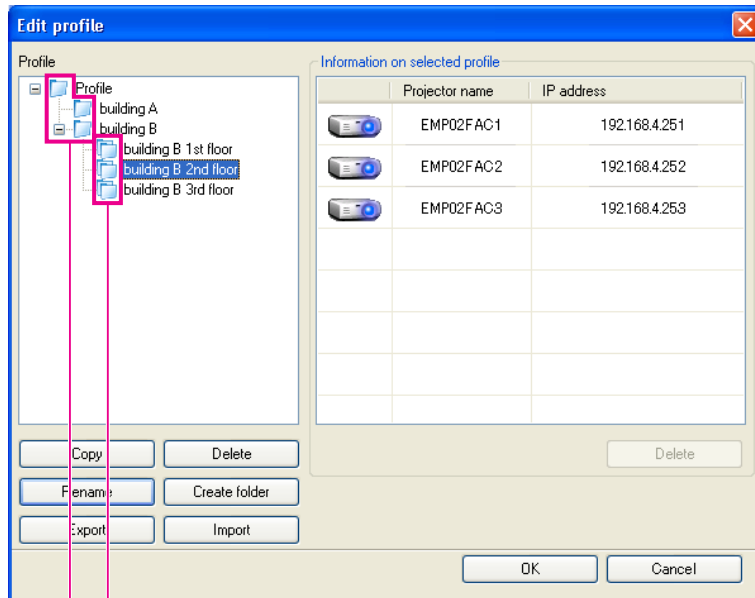 Edit profile
Profile
Information on selected profile
Profile
building A
building B
building B 1st floor
building B 2nd floor
building B 3rd floor
Projector name IP address
EMP02FAC1 192.168.4.251
EMP02FAC2 192.168.4.252
EMP02FAC3 192.168.4.253
Copy Delete
Rename Create folder
Export Import
Delete
OK Cancel